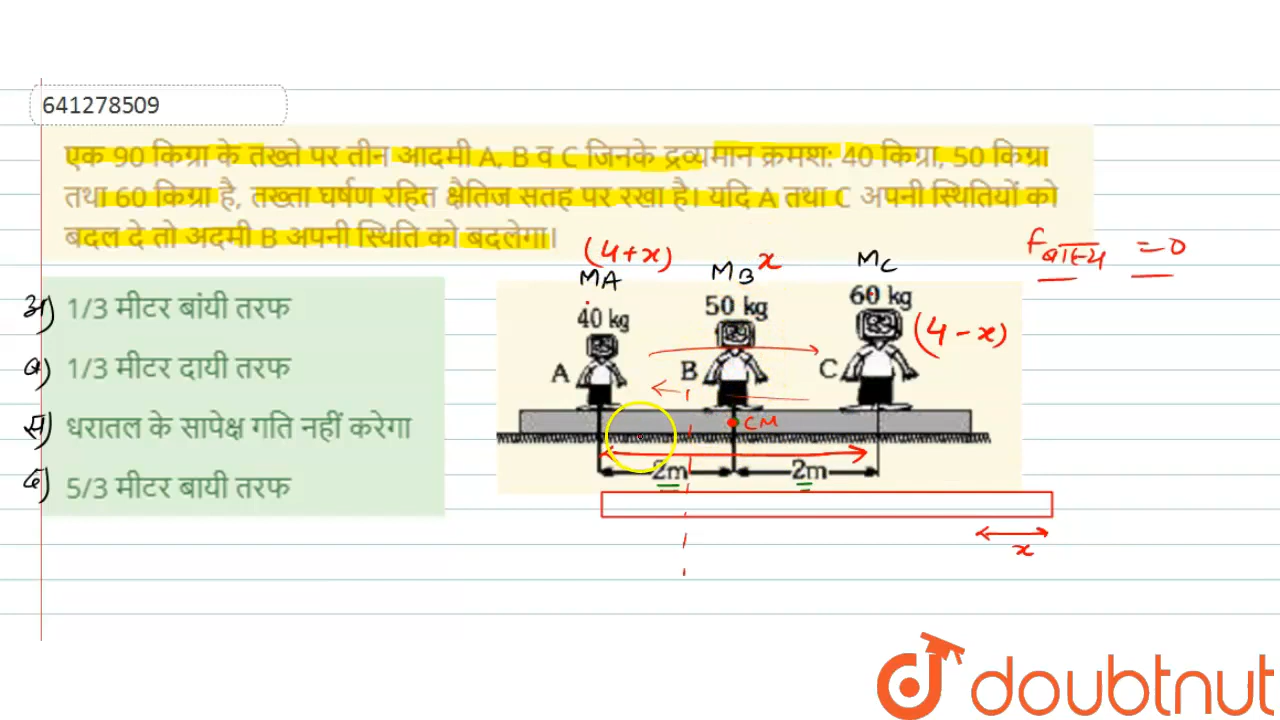 641278509
एक 90 किग्रा के तख्ते पर तीन आदमी A, B व C जिनके द्रव्यमान क्रमश: 40 किग्रा, 50 किग्रा
तथा 60 किग्रा है, तख्ता घर्षण रहित क्षैतिज सतह पर रखा है। यदि A तथा C अपनी स्थितियों को
बदल दे तो अदमी B अपनी स्थिति को बदलेगा।
अ) 1/3 मीटर बांयी तरफ
ब) 1/3 मीटर दायी तरफ
स) धरातल के सापेक्ष गति नहीं करेगा
द) 5/3 मीटर बायी तरफ
(4+x)
MA
MB x
MC
Fबाह्य = 0
40 kg
50 kg
60 kg
(4-x)
A
B
C
CM
2m
2m
x
doubtnut